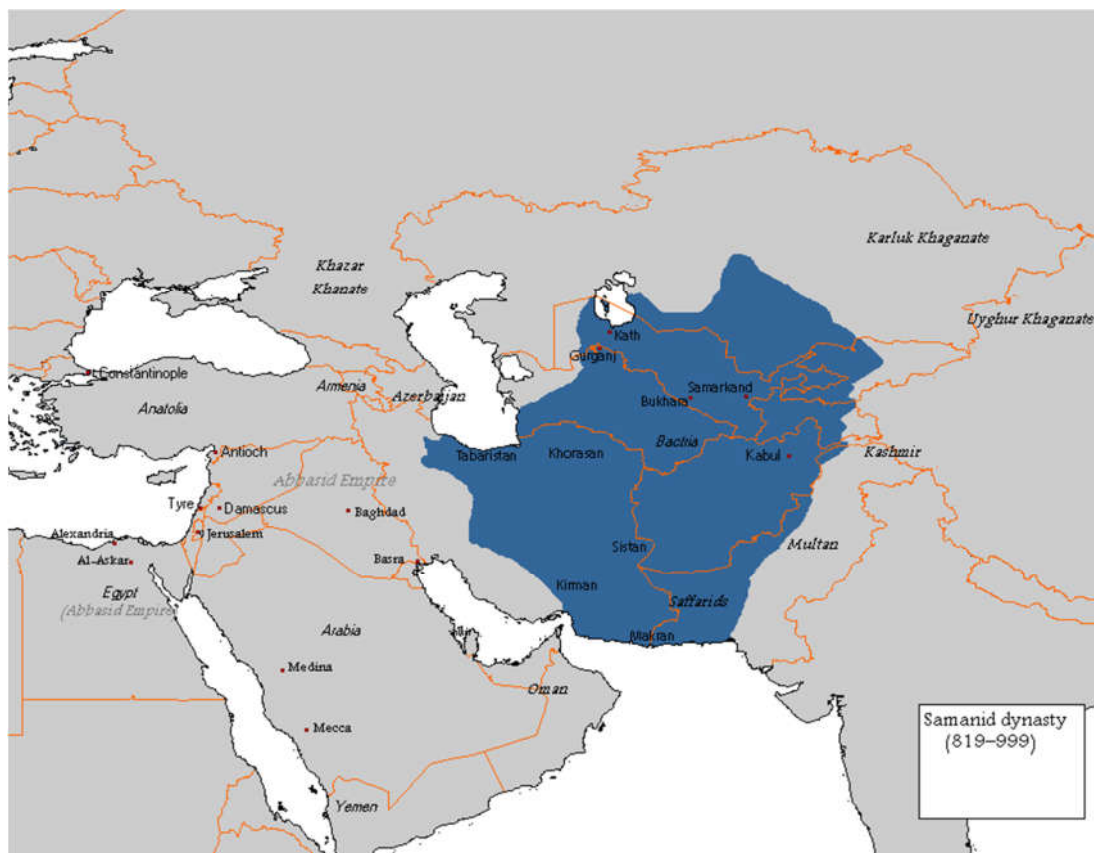 Karluk Khaganate
Khazar
Khanate
Uyghur Khaganate
Kath
Gurganj
Constantinople
Armenia
Azerbaijan
Samarkand
Bukhara
Anatolia
Bactria
Antioch
Tabaristan
Khorasan
Kabul
Kashmir
Abbasid Empire
Tyre
Damascus
Baghdad
Alexandria
Jerusalem
Sistan
Multan
Al-Askar
Basra
Kirman
Egypt
(Abbasid Empire)
Saffarids
Arabia
Makran
Medina
Oman
Mecca
Yemen
Samanid dynasty
(819–999)